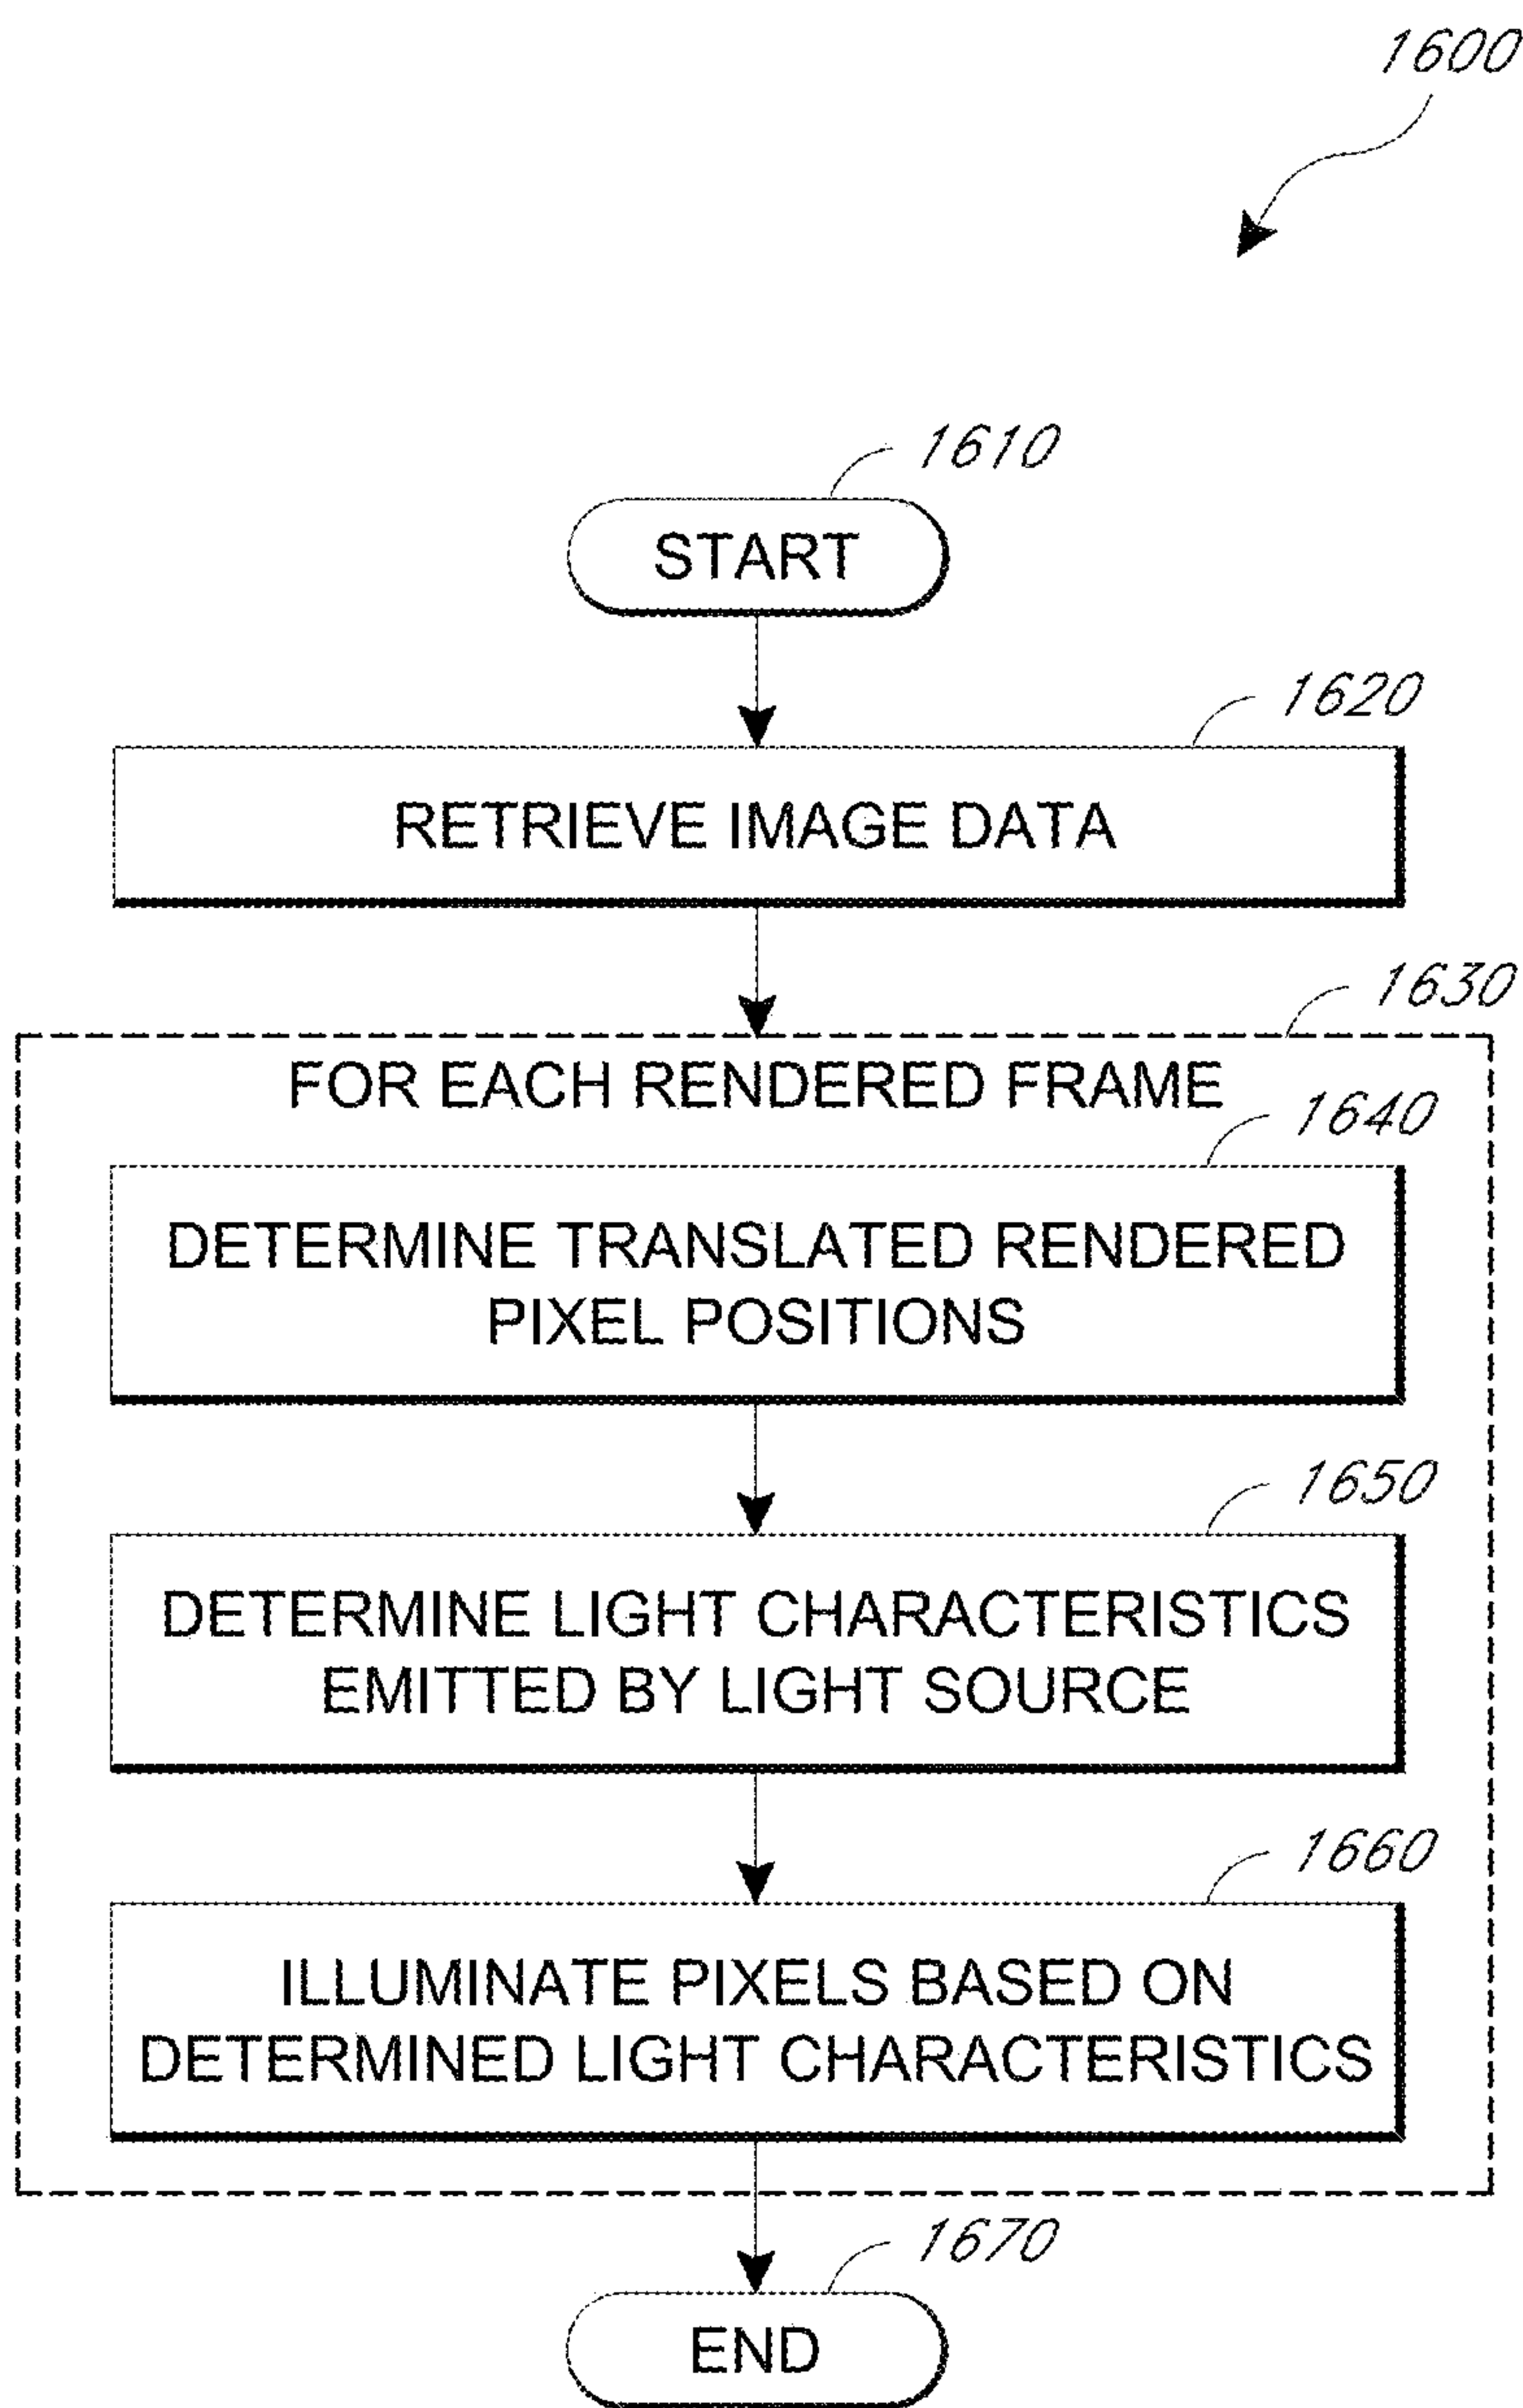 1600
1610
START
1620
RETRIEVE IMAGE DATA
1630
FOR EACH RENDERED FRAME
1640
DETERMINE TRANSLATED RENDERED
PIXEL POSITIONS
1650
DETERMINE LIGHT CHARACTERISTICS
EMITTED BY LIGHT SOURCE
1660
ILLUMINATE PIXELS BASED ON
DETERMINED LIGHT CHARACTERISTICS
1670
END